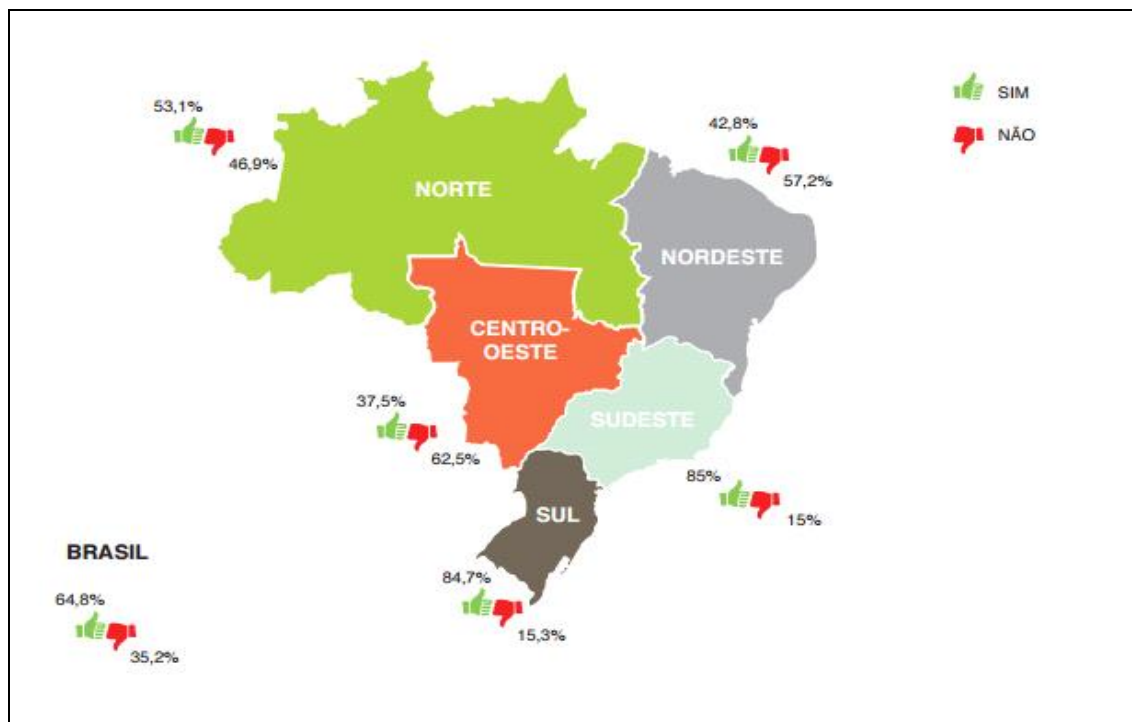 53,1%
46,9%
NORTE
42,8%
57,2%
SIM
NÃO
NORDESTE
CENTRO-
OESTE
37,5%
62,5%
SUDESTE
85%
15%
SUL
84,7%
15,3%
BRASIL
64,8%
35,2%